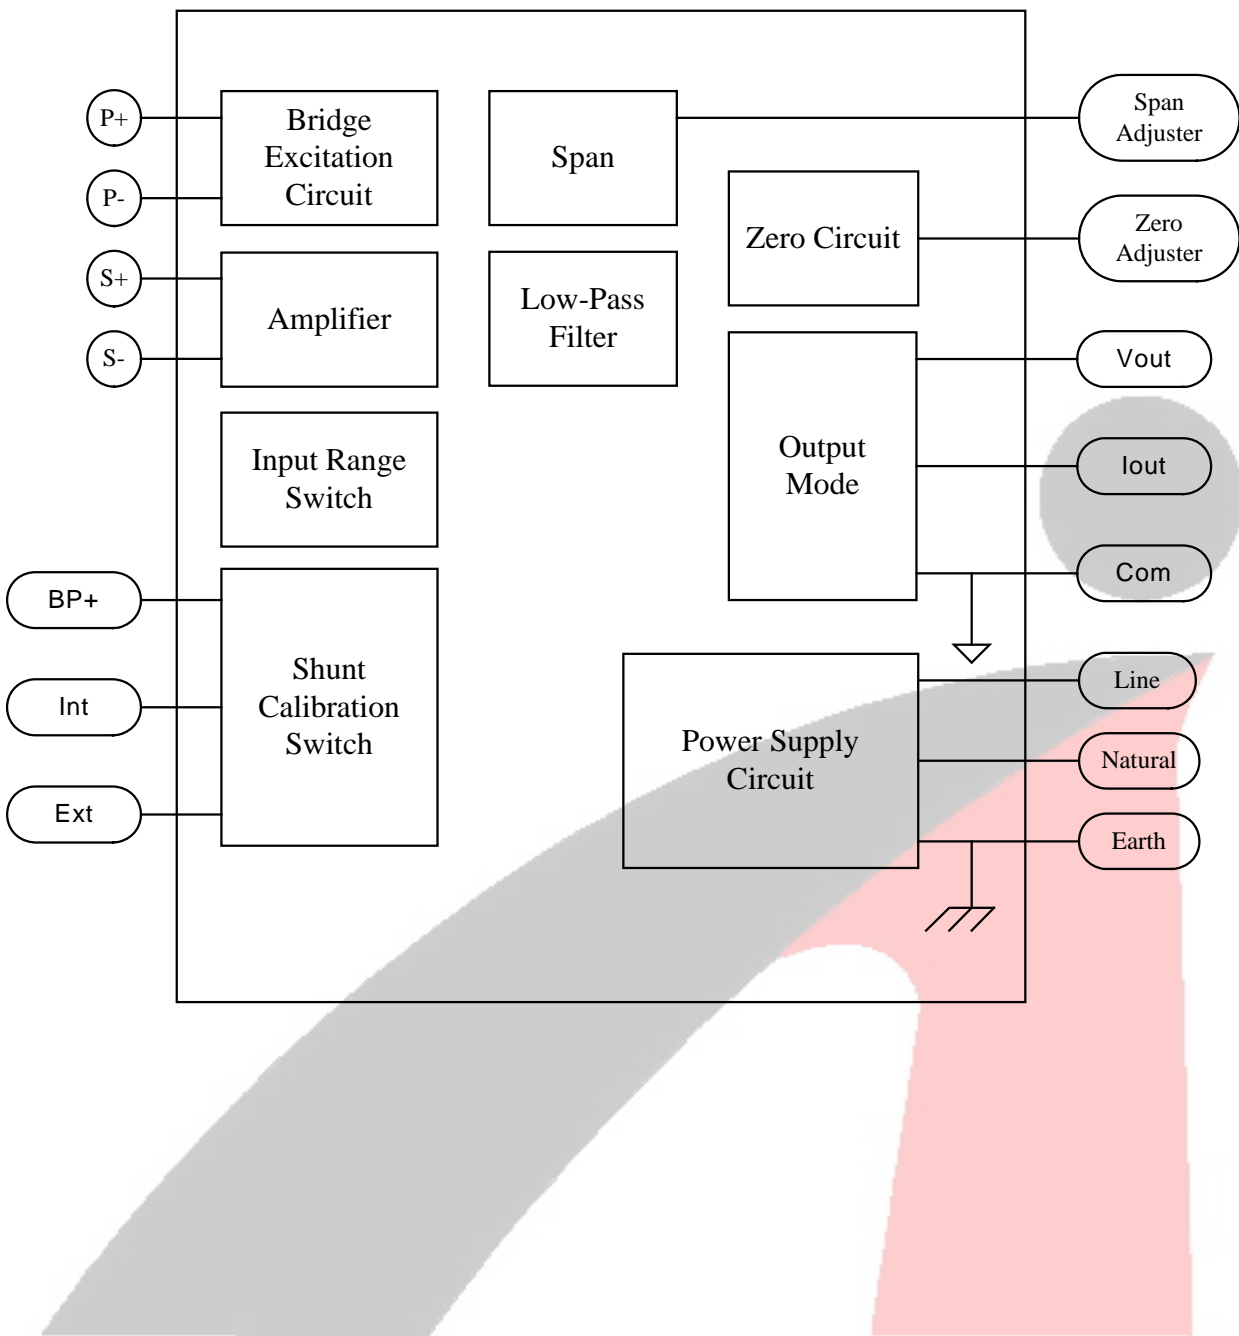 P+
P-
S+
S-
BP+
Int
Ext
Bridge
Excitation
Circuit
Amplifier
Input Range
Switch
Shunt
Calibration
Switch
Span
Low-Pass
Filter
Zero Circuit
Output
Mode
Power Supply
Circuit
Span
Adjuster
Zero
Adjuster
Vout
Iout
Com
Line
Natural
Earth